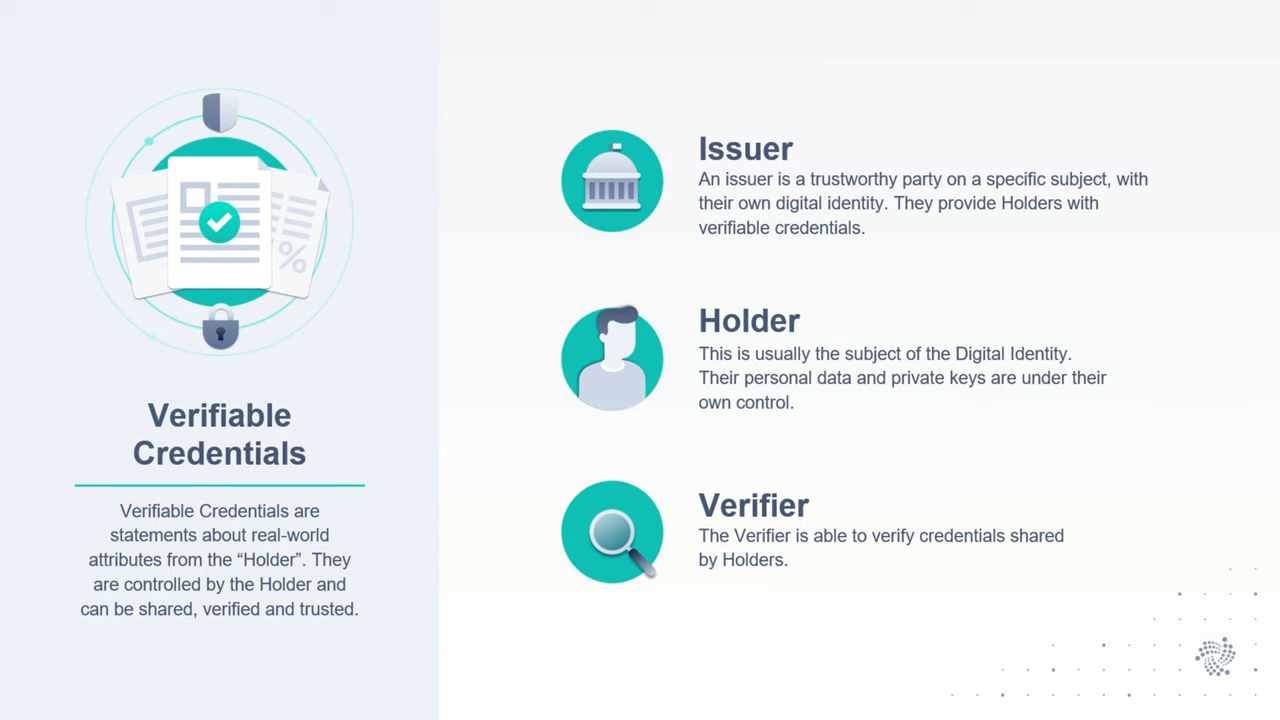 Verifiable
Credentials
Verifiable Credentials are
statements about real-world
attributes from the “Holder”. They
are controlled by the Holder and
can be shared, verified and trusted.
Issuer
An issuer is a trustworthy party on a specific subject, with
their own digital identity. They provide Holders with
verifiable credentials.
Holder
This is usually the subject of the Digital Identity.
Their personal data and private keys are under their
own control.
Verifier
The Verifier is able to verify credentials shared
by Holders.
%